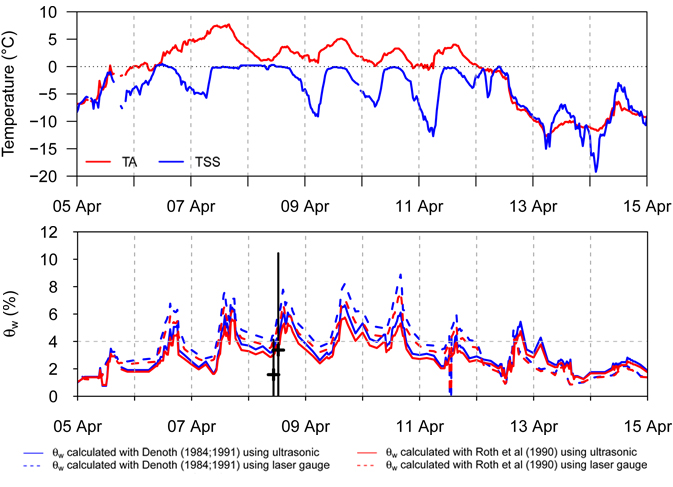 Temperature (°C)
10
5
0
−5
−10
−15
−20
TA TSS
05 Apr 07 Apr 09 Apr 11 Apr 13 Apr 15 Apr
θw (%)
12
10
8
6
4
2
0
05 Apr 07 Apr 09 Apr 11 Apr 13 Apr 15 Apr
θw calculated with Denoth (1984;1991) using ultrasonic
θw calculated with Roth et al (1990) using ultrasonic
θw calculated with Denoth (1984;1991) using laser gauge
θw calculated with Roth et al (1990) using laser gauge